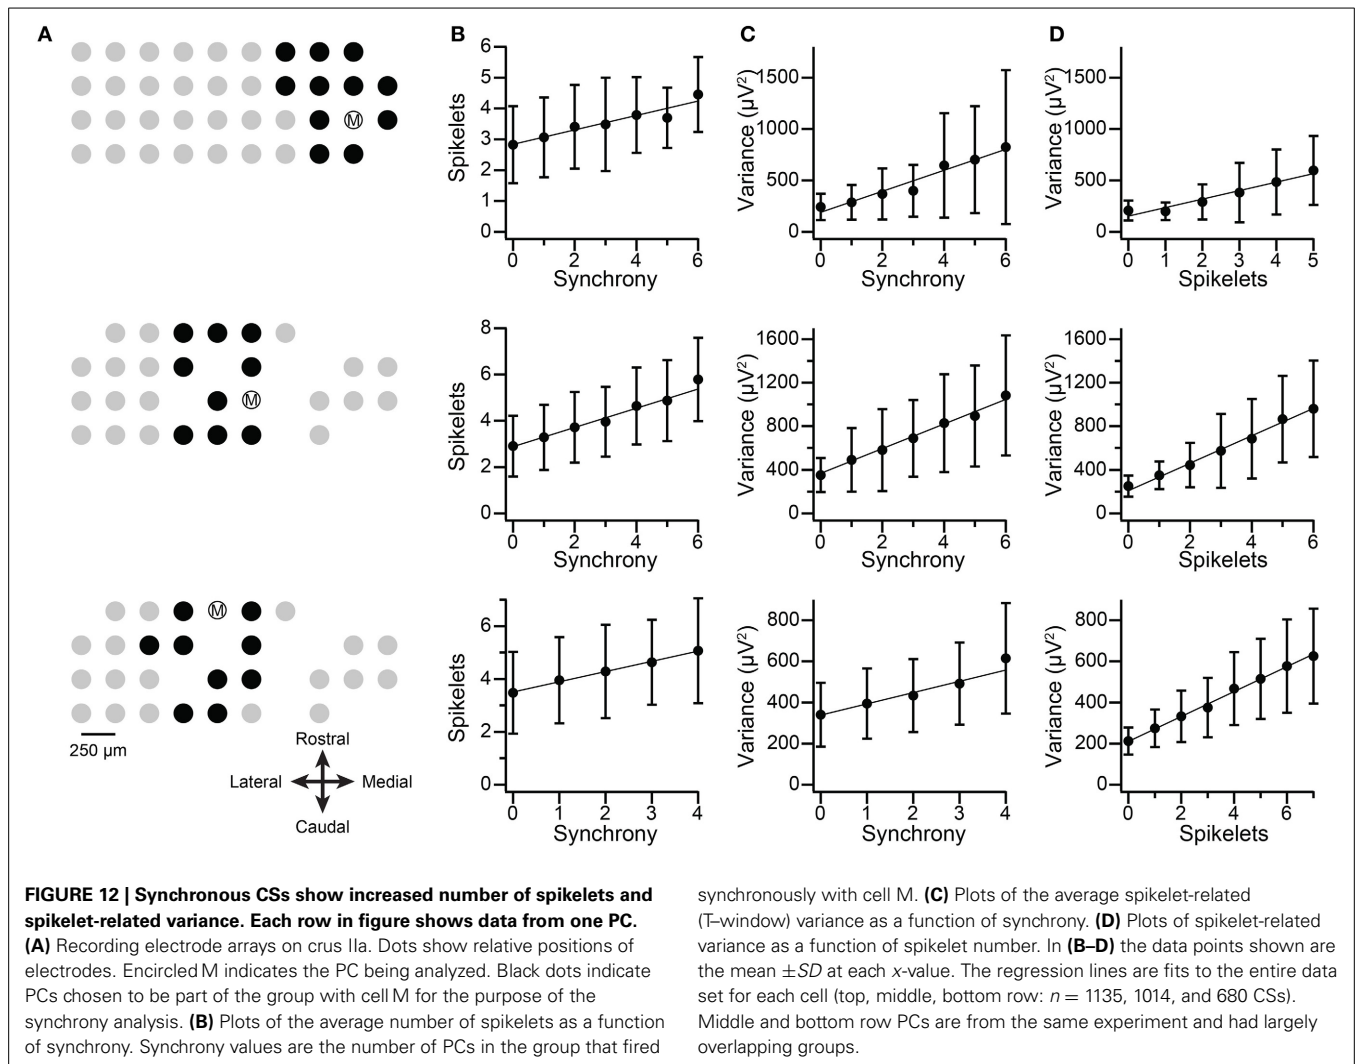 A
B
C
D
M
6
5
4
3
2
1
0
Spikelets
0 2 4 6
Synchrony
1500
1000
500
0
Variance (µV²)
0 2 4 6
Synchrony
1500
1000
500
0
Variance (µV²)
0 1 2 3 4 5
Spikelets
M
8
6
4
2
0
Spikelets
0 2 4 6
Synchrony
1600
1200
800
400
0
Variance (µV²)
0 2 4 6
Synchrony
1600
1200
800
400
0
Variance (µV²)
0 2 4 6
Spikelets
M
250 µm
Rostral
Lateral Medial
Caudal
6
4
2
0
Spikelets
0 1 2 3 4
Synchrony
800
600
400
200
0
Variance (µV²)
0 1 2 3 4
Synchrony
800
600
400
200
0
Variance (µV²)
0 2 4 6
Spikelets
FIGURE 12 | Synchronous CSs show increased number of spikelets and
spikelet-related variance. Each row in figure shows data from one PC.
(A) Recording electrode arrays on crus IIa. Dots show relative positions of
electrodes. Encircled M indicates the PC being analyzed. Black dots indicate
PCs chosen to be part of the group with cell M for the purpose of the
synchrony analysis. (B) Plots of the average number of spikelets as a function
of synchrony. Synchrony values are the number of PCs in the group that fired
synchronously with cell M. (C) Plots of the average spikelet-related
(T–window) variance as a function of synchrony. (D) Plots of spikelet-related
variance as a function of spikelet number. In (B–D) the data points shown are
the mean ±SD at each x-value. The regression lines are fits to the entire data
set for each cell (top, middle, bottom row: n = 1135, 1014, and 680 CSs).
Middle and bottom row PCs are from the same experiment and had largely
overlapping groups.